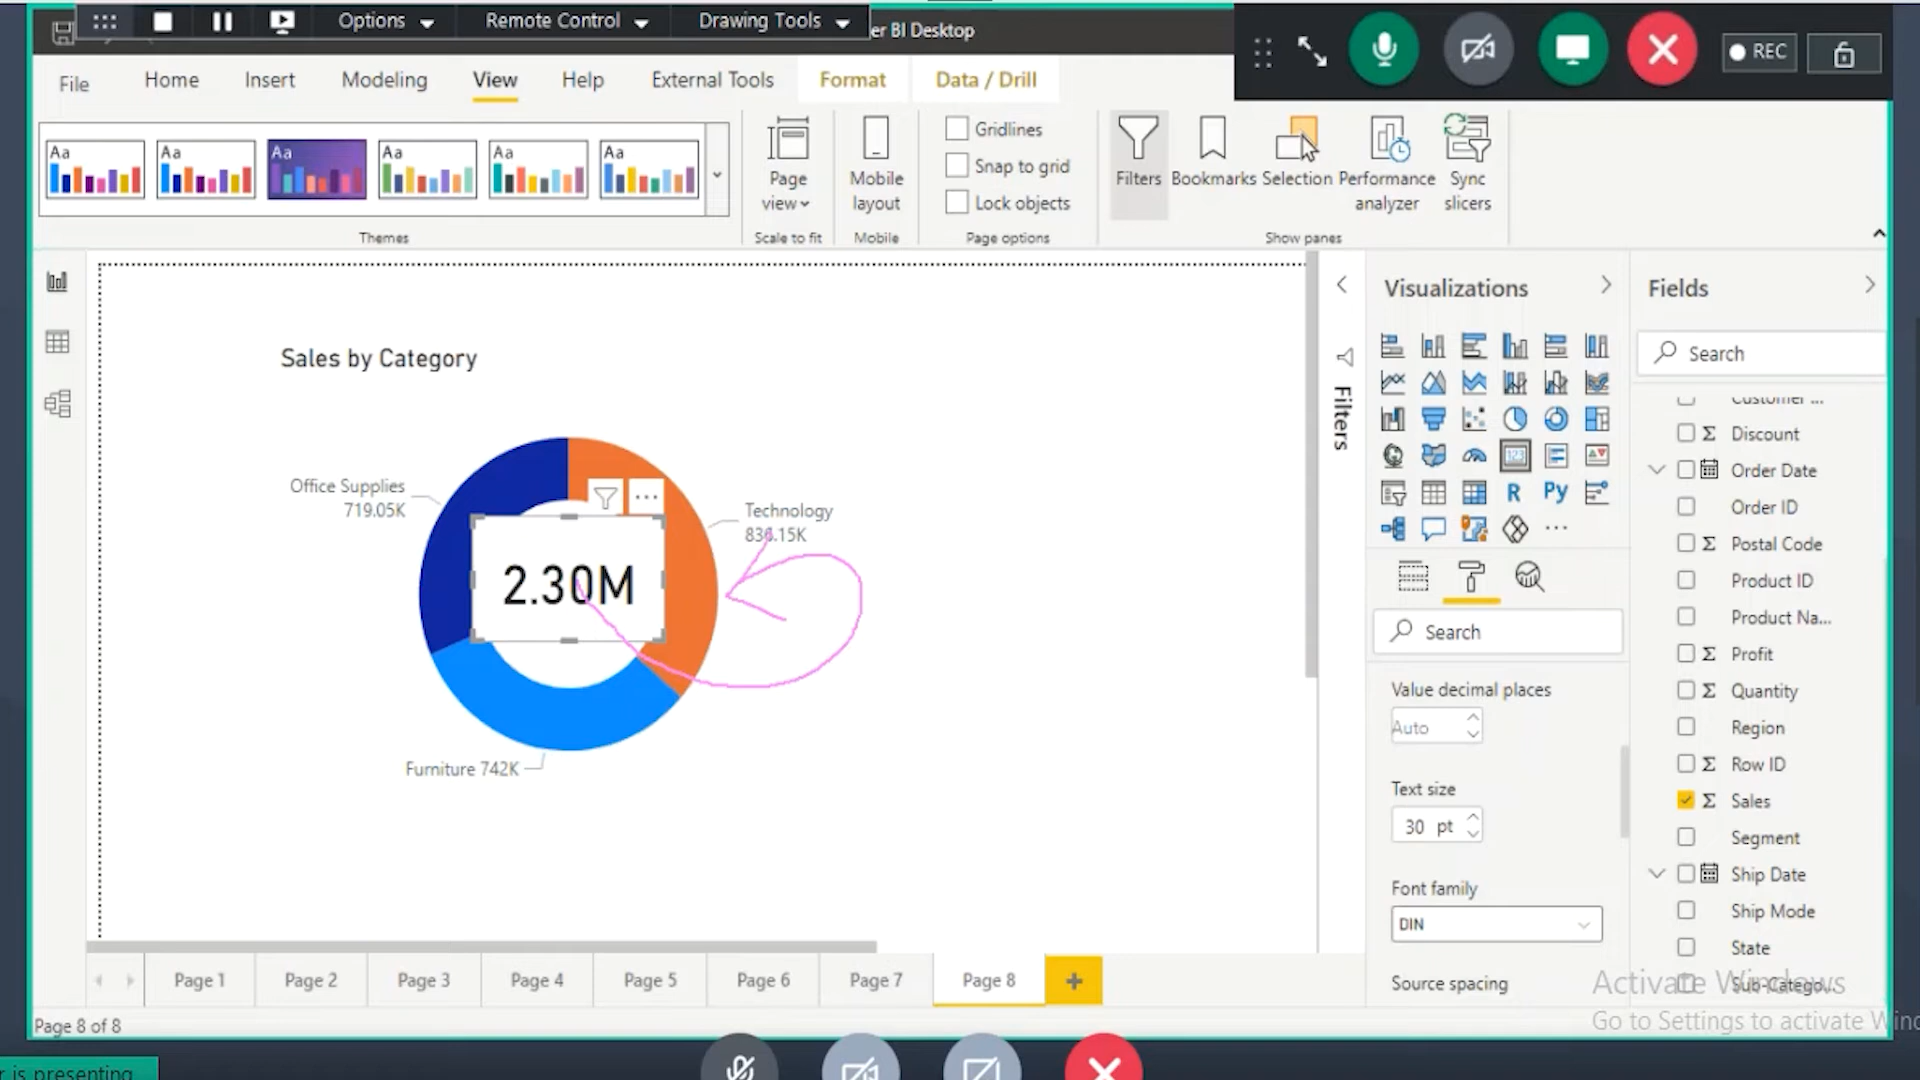 Options
Remote Control
Drawing Tools
er BI Desktop
REC
File
Home
Insert
Modeling
View
Help
External Tools
Format
Data / Drill
Aa
Aa
Aa
Aa
Aa
Aa
Themes
Page
view
Scale to fit
Mobile
layout
Mobile
Gridlines
Snap to grid
Lock objects
Page options
Filters
Bookmarks
Selection
Performance
analyzer
Sync
slicers
Show panes
Sales by Category
Office Supplies
719.05K
Technology
836.15K
2.30M
Furniture 742K
Filters
Visualizations
123
R
Py
Search
Value decimal places
Auto
Text size
30 pt
Font family
DIN
Source spacing
Fields
Search
Customer ...
Discount
Order Date
Order ID
Postal Code
Product ID
Product Na...
Profit
Quantity
Region
Row ID
Sales
Segment
Ship Date
Ship Mode
State
Sub-Catego...
Activate Windows
Go to Settings to activate Wind
Page 1
Page 2
Page 3
Page 4
Page 5
Page 6
Page 7
Page 8
Page 8 of 8
r is presenting